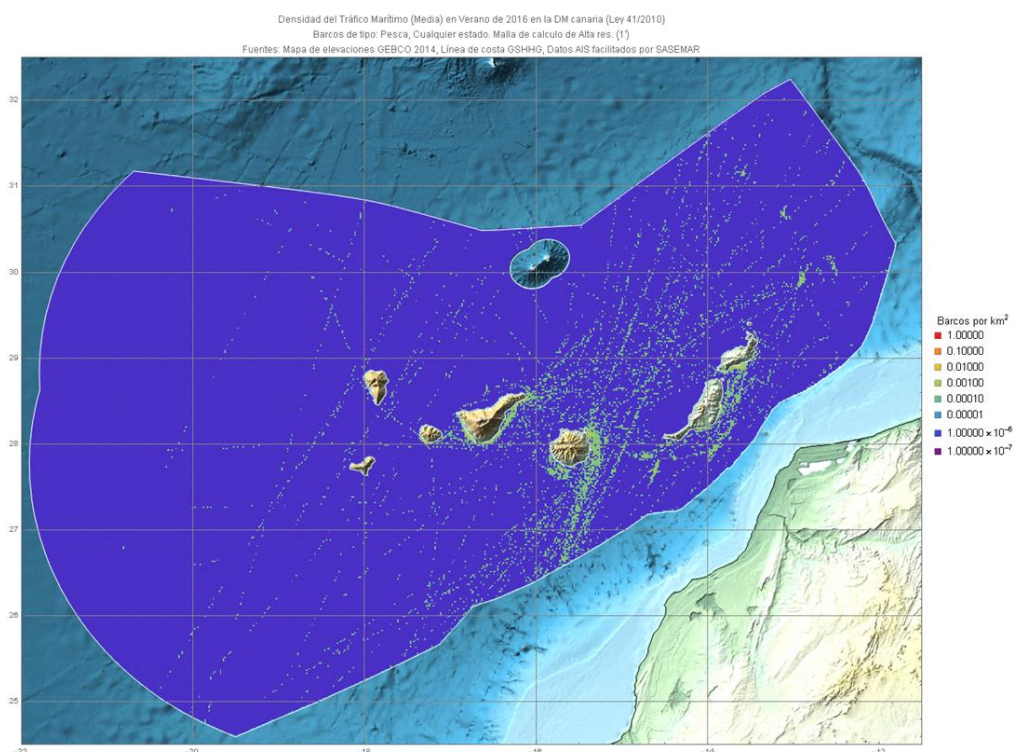 Densidad del Tráfico Marítimo (Media) en Verano de 2016 en la DM canaria (Ley 41/2010)
Barcos de tipo: Pesca, Cualquier estado. Malla de calculo de Alta res. (1')
Fuentes: Mapa de elevaciones GEBCO 2014, Línea de costa GSHHG, Datos AIS facilitados por SASEMAR
32
31
30
29
28
27
26
25
Barcos por km²
1.00000
0.10000
0.01000
0.00100
0.00010
0.00001
1.00000 × 10⁻⁶
1.00000 × 10⁻⁷
-22 -20 -18 -16 -14 -12